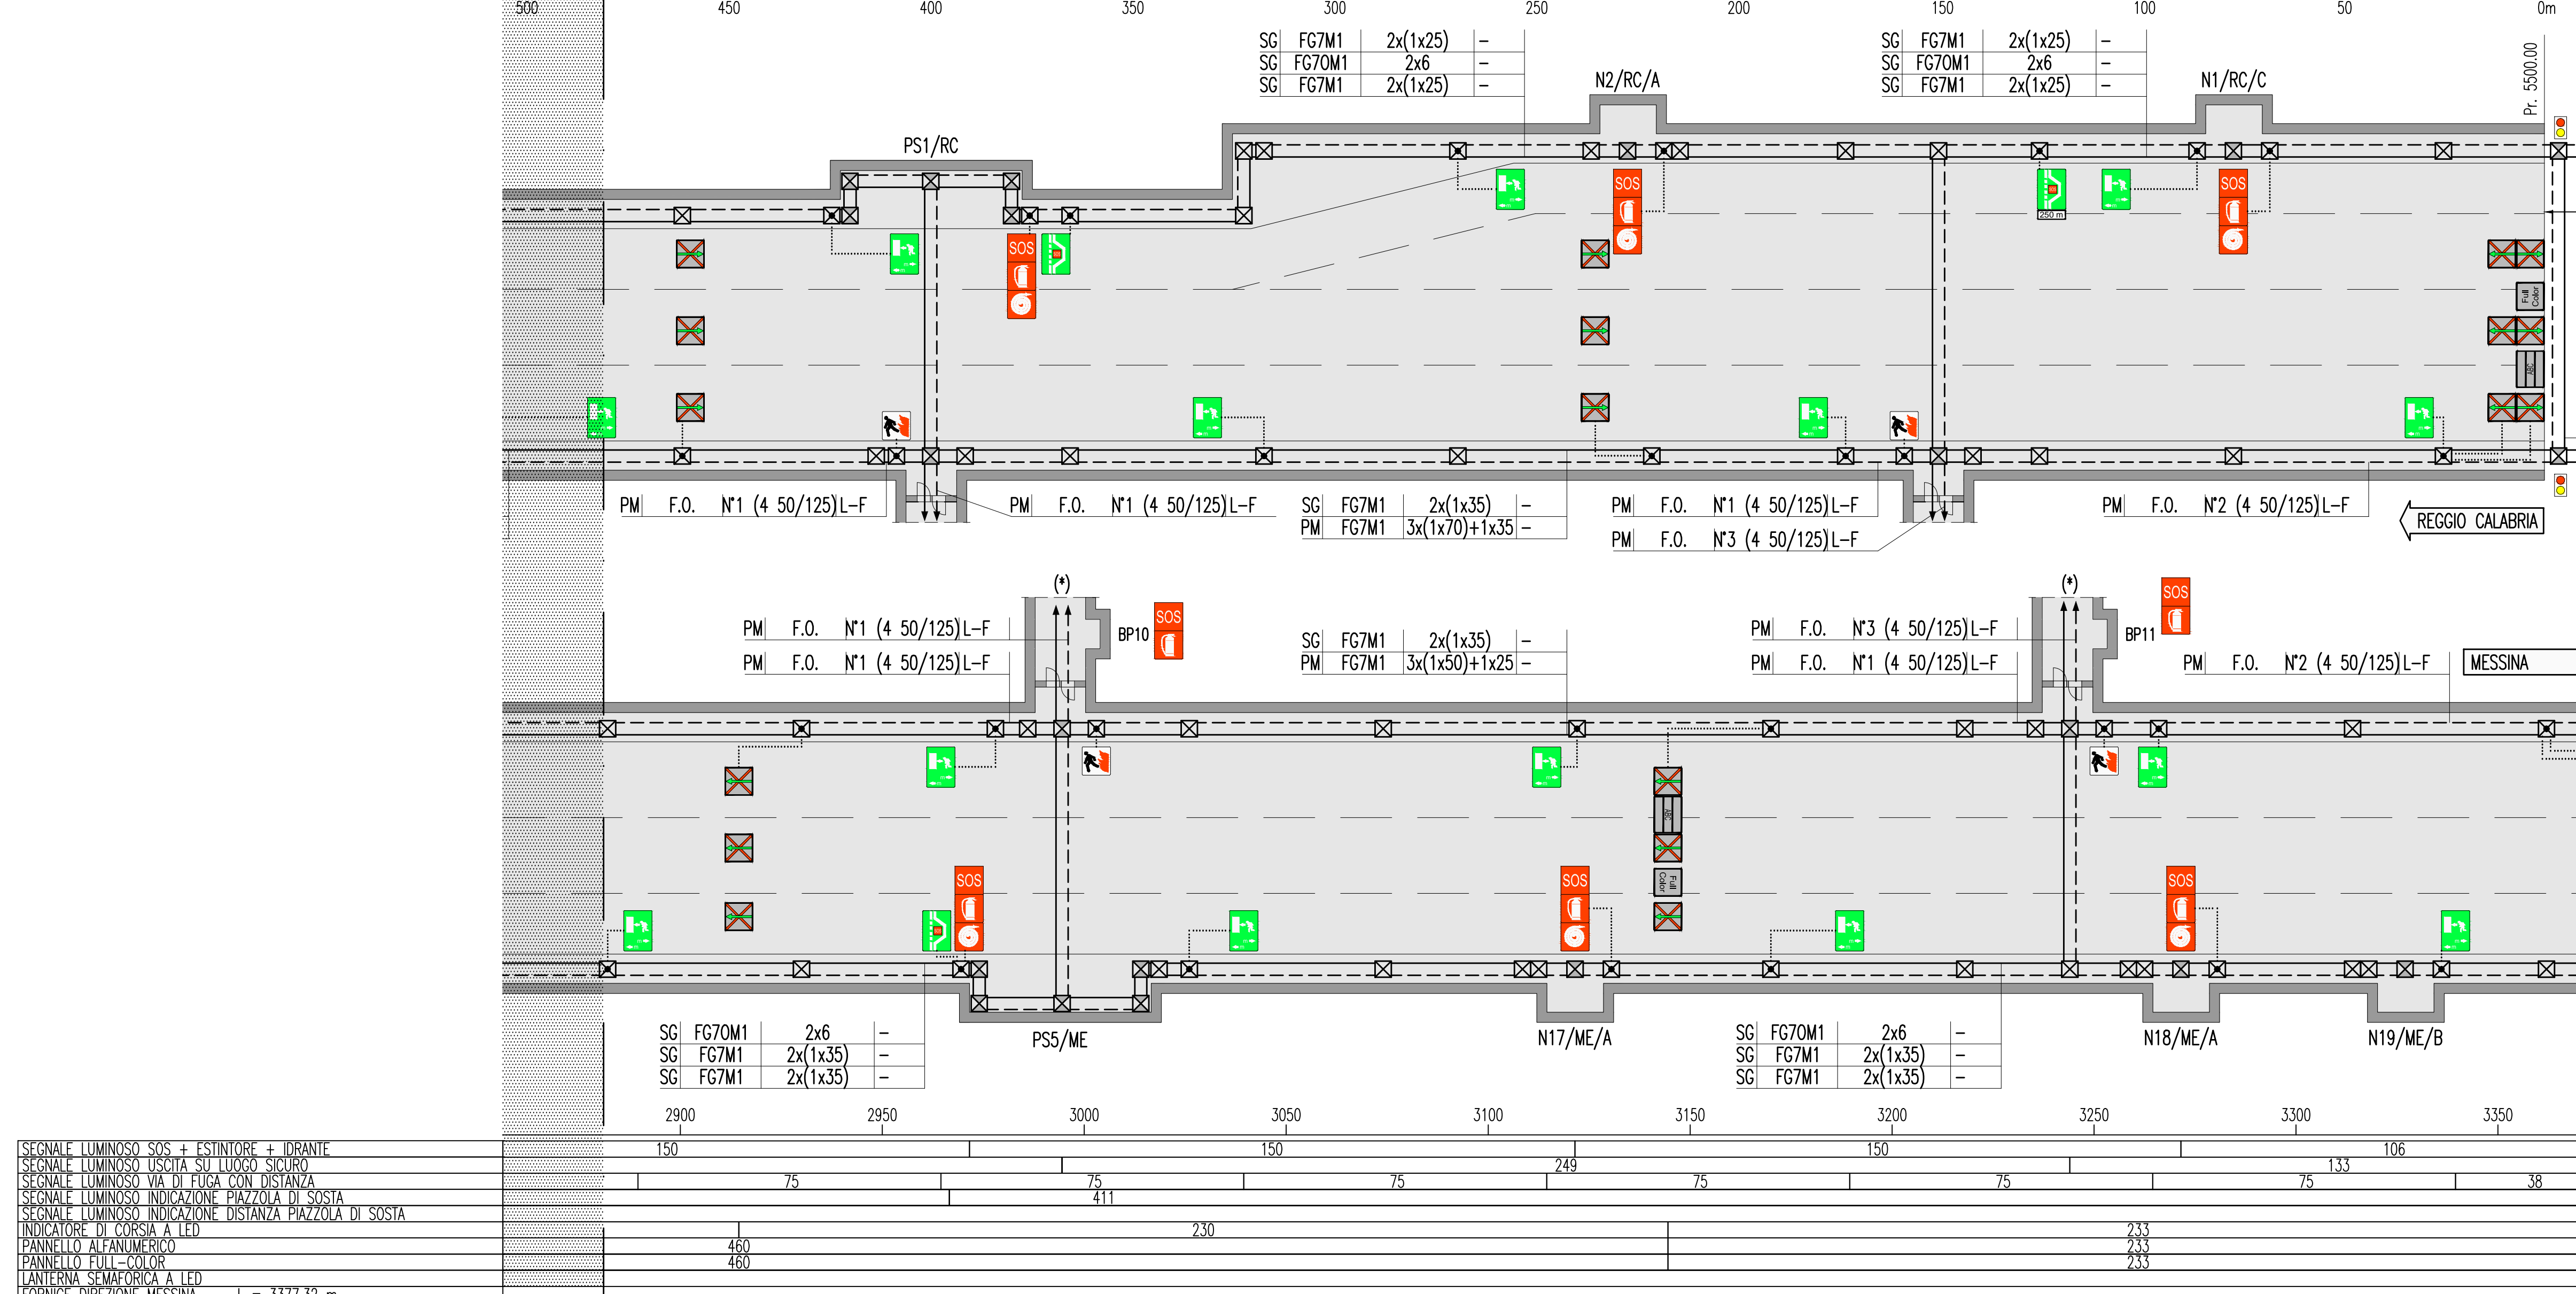 500 450 400 350 300 250 200 150 100 50 0m
Pr. 5500.00
SG FG7M1 2x(1x25) -
SG FG7OM1 2x6 -
SG FG7M1 2x(1x25) -
N2/RC/A
SG FG7M1 2x(1x25) -
SG FG7OM1 2x6 -
SG FG7M1 2x(1x25) -
N1/RC/C
PS1/RC
SOS
SOS
250 m
SOS
Full Color
ABC
PM F.O. N°1 (4 50/125) L-F
PM F.O. N°1 (4 50/125) L-F
SG FG7M1 2x(1x35) -
PM FG7M1 3x(1x70)+1x35 -
PM F.O. N°1 (4 50/125) L-F
PM F.O. N°3 (4 50/125) L-F
PM F.O. N°2 (4 50/125) L-F
REGGIO CALABRIA
(*)
(*)
PM F.O. N°1 (4 50/125) L-F
PM F.O. N°1 (4 50/125) L-F
BP10
SOS
SG FG7M1 2x(1x35) -
PM FG7M1 3x(1x50)+1x25 -
PM F.O. N°3 (4 50/125) L-F
PM F.O. N°1 (4 50/125) L-F
BP11
SOS
PM F.O. N°2 (4 50/125) L-F
MESSINA
ABC
Full Color
SOS
SOS
SOS
SG FG7OM1 2x6 -
SG FG7M1 2x(1x35) -
SG FG7M1 2x(1x35) -
PS5/ME
N17/ME/A
SG FG7OM1 2x6 -
SG FG7M1 2x(1x35) -
SG FG7M1 2x(1x35) -
N18/ME/A
N19/ME/B
2900 2950 3000 3050 3100 3150 3200 3250 3300 3350
SEGNALE LUMINOSO SOS + ESTINTORE + IDRANTE 150 150 150 106
SEGNALE LUMINOSO USCITA SU LUOGO SICURO 249 133
SEGNALE LUMINOSO VIA DI FUGA CON DISTANZA 75 75 75 75 75 75 38
SEGNALE LUMINOSO INDICAZIONE PIAZZOLA DI SOSTA 411
SEGNALE LUMINOSO INDICAZIONE DISTANZA PIAZZOLA DI SOSTA
INDICATORE DI CORSIA A LED 230 233
PANNELLO ALFANUMERICO 460 233
PANNELLO FULL-COLOR 460 233
LANTERNA SEMAFORICA A LED
FORNICE DIREZIONE MESSINA L = 3377.32 m